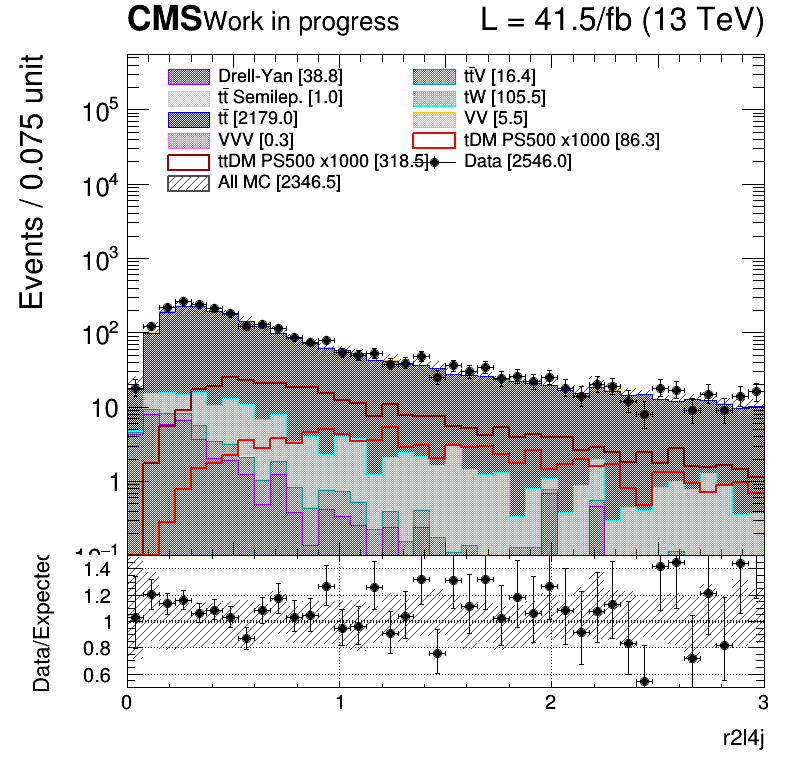 CMS Work in progress L = 41.5/fb (13 TeV)
Events / 0.075 unit
Drell-Yan [38.8] tt̄V [16.4]
tt̄ Semilep. [1.0] tW [105.5]
tt̄ [2179.0] VV [5.5]
VVV [0.3] tDM PS500 x1000 [86.3]
ttDM PS500 x1000 [318.5] Data [2546.0]
All MC [2346.5]
10⁵
10⁴
10³
10²
10
1
10⁻¹
Data/Expected
1.4
1.2
1
0.8
0.6
0 1 2 3
r2l4j